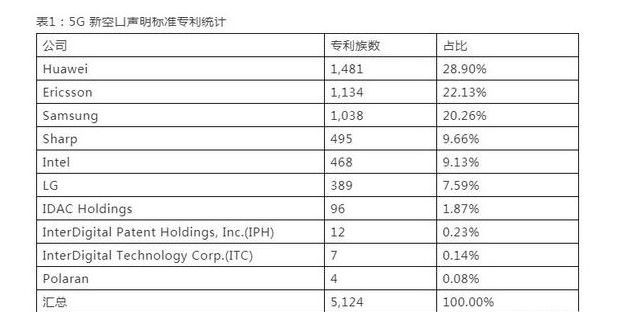 表1：5G 新空口声明标准专利统计
公司 专利族数 占比
Huawei 1,481 28.90%
Ericsson 1,134 22.13%
Samsung 1,038 20.26%
Sharp 495 9.66%
Intel 468 9.13%
LG 389 7.59%
IDAC Holdings 96 1.87%
InterDigital Patent Holdings, Inc.(IPH) 12 0.23%
InterDigital Technology Corp.(ITC) 7 0.14%
Polaran 4 0.08%
汇总 5,124 100.00%